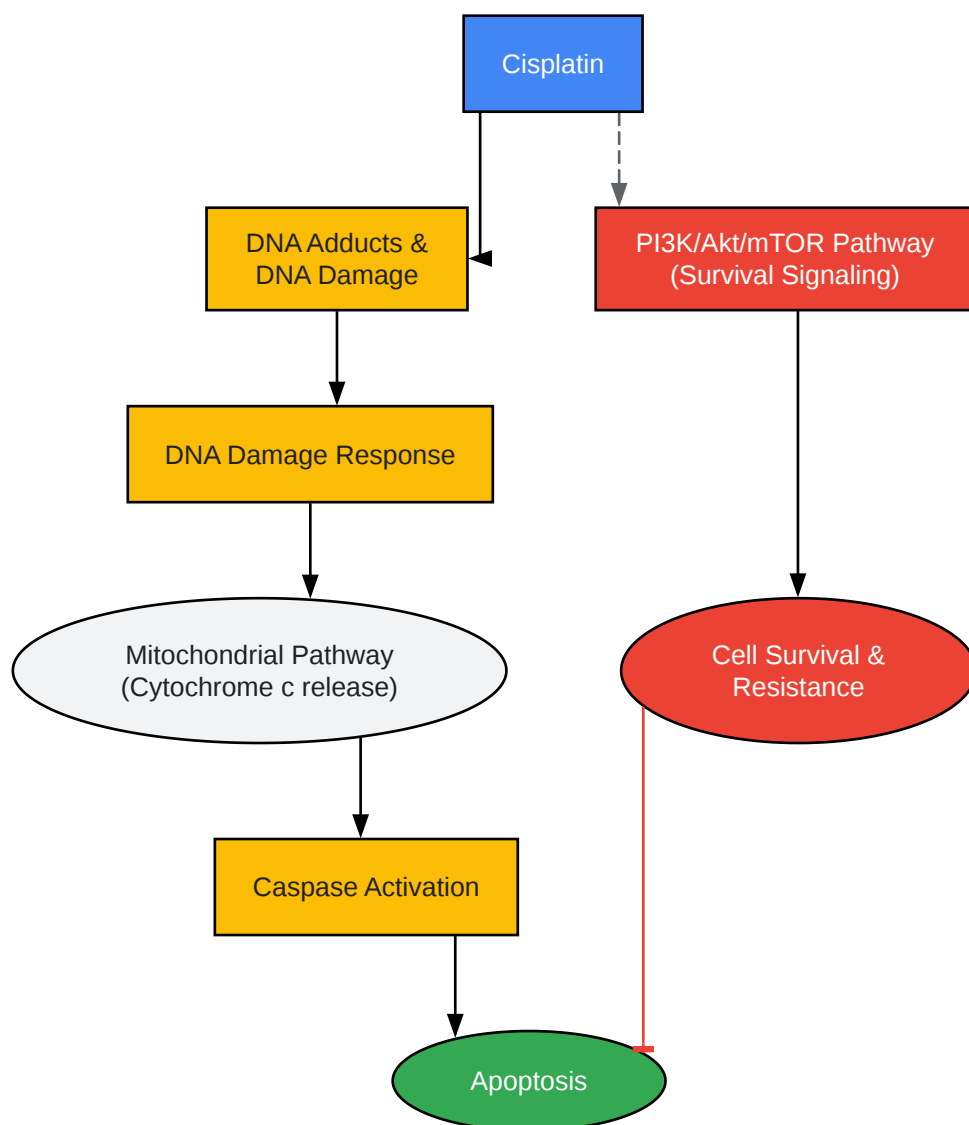 Cisplatin
DNA Adducts &
DNA Damage
PI3K/Akt/mTOR Pathway
(Survival Signaling)
DNA Damage Response
Mitochondrial Pathway
(Cytochrome c release)
Cell Survival &
Resistance
Caspase Activation
Apoptosis